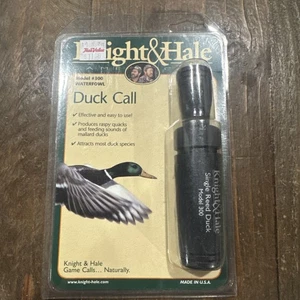 Knight&Hale
True Value
Model #300
WATERFOWL
Duck Call
✓ Effective and easy to use!
✓ Produces raspy quacks
and feeding sounds of
mallard ducks
✓ Attracts most duck species
Knight&Hale
Single Reed Duck
Model 300
Knight & Hale
Game Calls... Naturally.
www.knight-hale.com
MADE IN U.S.A.